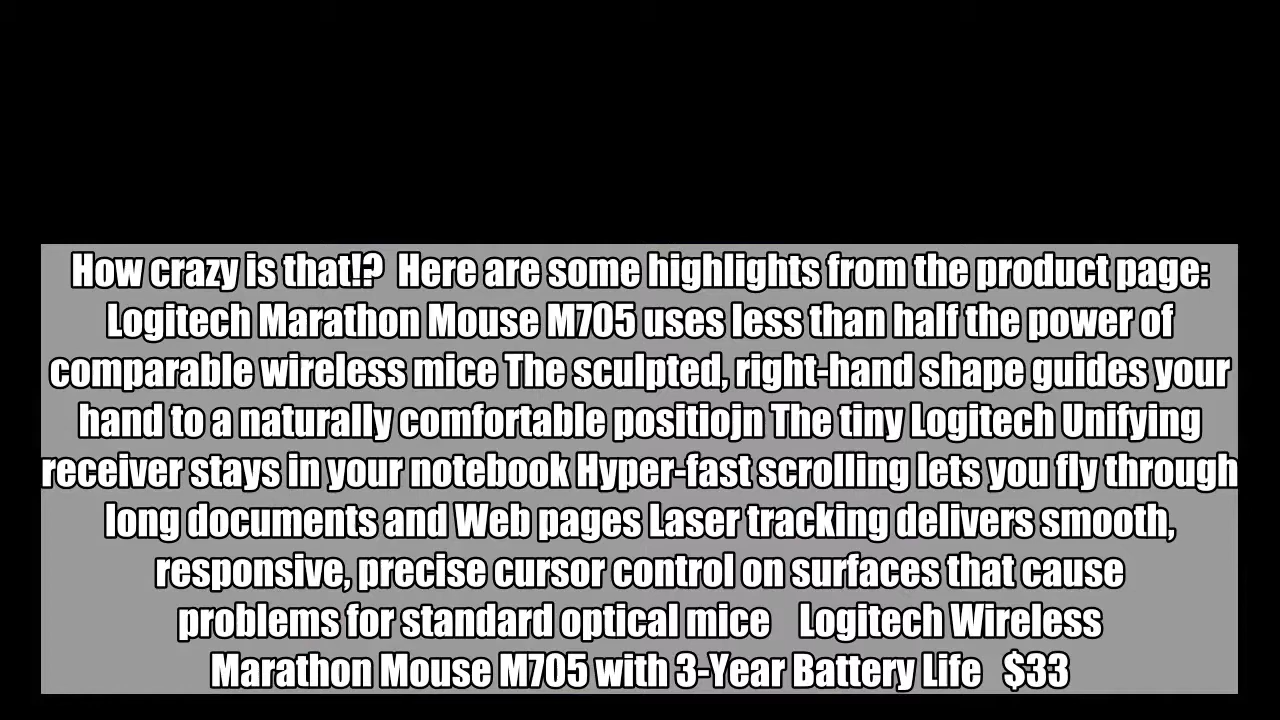 How crazy is that!?  Here are some highlights from the product page:
Logitech Marathon Mouse M705 uses less than half the power of
comparable wireless mice The sculpted, right-hand shape guides your
hand to a naturally comfortable positiojn The tiny Logitech Unifying
receiver stays in your notebook Hyper-fast scrolling lets you fly through
long documents and Web pages Laser tracking delivers smooth,
responsive, precise cursor control on surfaces that cause
problems for standard optical mice    Logitech Wireless
Marathon Mouse M705 with 3-Year Battery Life   $33